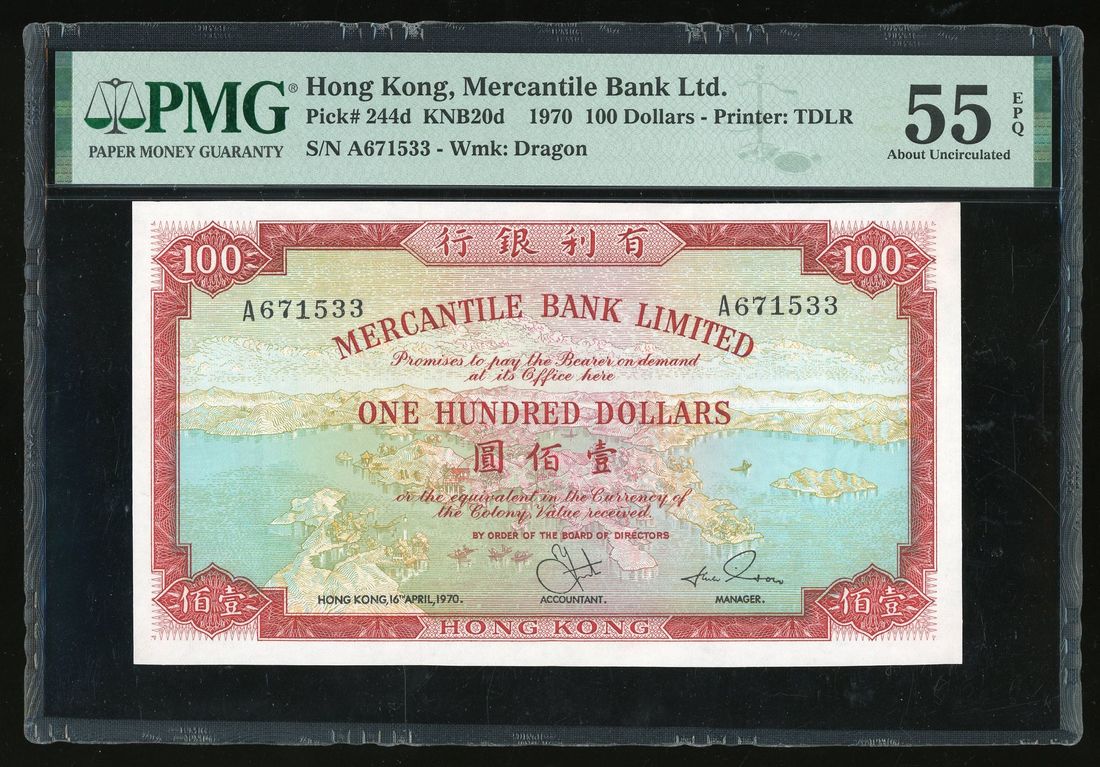 PMG®
PAPER MONEY GUARANTY
Hong Kong, Mercantile Bank Ltd.
Pick# 244d KNB20d 1970 100 Dollars - Printer: TDLR
S/N A671533 - Wmk: Dragon
55 EPQ
About Uncirculated
行銀利有
100 100
A671533 A671533
MERCANTILE BANK LIMITED
Promises to pay the Bearer on demand
at its Office here
ONE HUNDRED DOLLARS
圓佰壹
or the equivalent in the Currency of
the Colony, Value received.
BY ORDER OF THE BOARD OF DIRECTORS
HONG KONG, 16TH APRIL, 1970. ACCOUNTANT. MANAGER.
佰壹 佰壹
HONG KONG